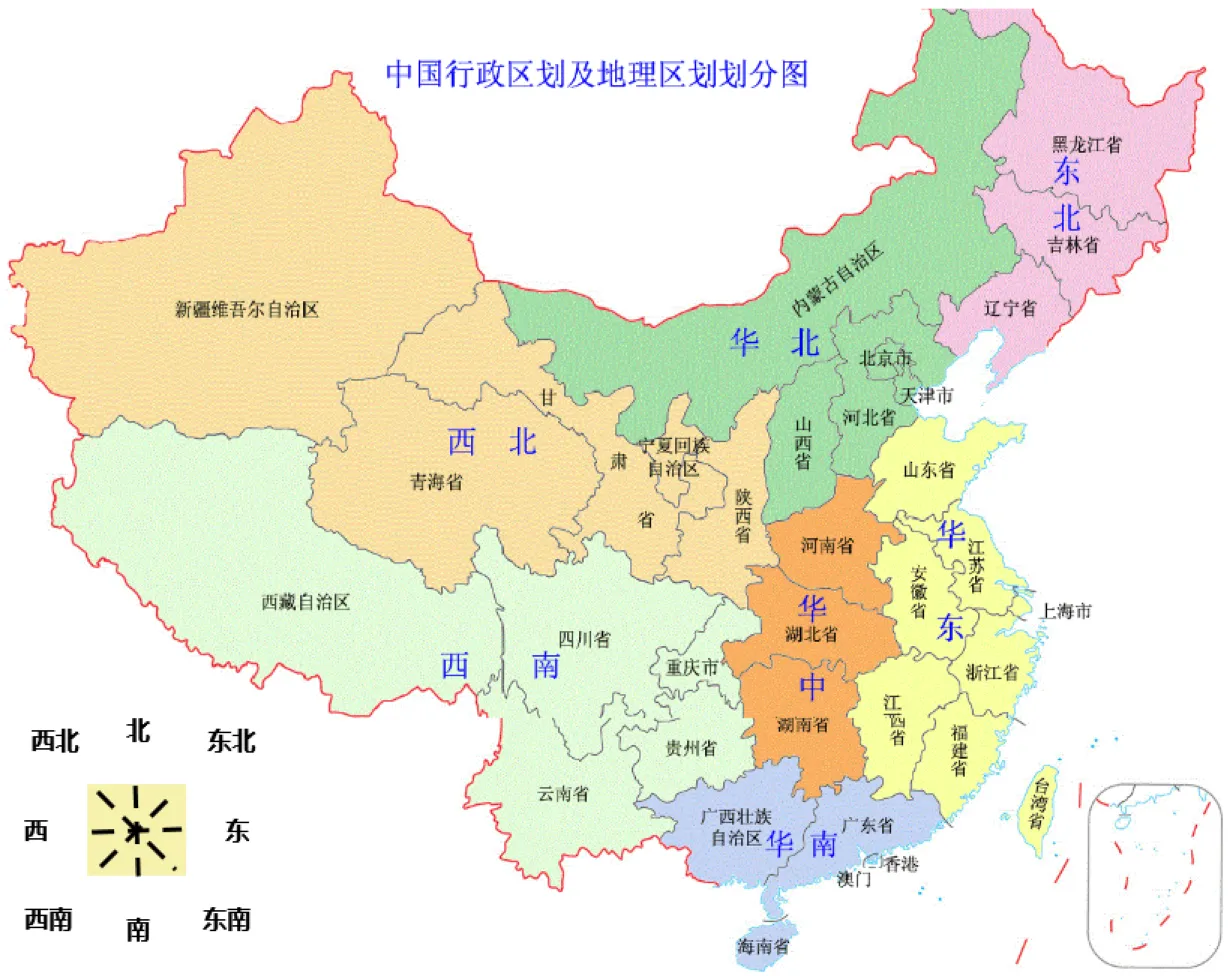 中国行政区划及地理区划划分图
黑龙江省
东
北
吉林省
辽宁省
内蒙古自治区
华 北
新疆维吾尔自治区
北京市
天津市
河北省
山西省
甘肃省
宁夏回族
自治区
西 北
青海省
陕西省
山东省
河南省
华
东
江苏省
安徽省
上海市
西藏自治区
四川省
西 南
重庆市
华
中
湖北省
湖南省
浙江省
江西省
福建省
贵州省
云南省
台湾省
广西壮族
自治区
华 南
广东省
香港
澳门
海南省
西北
北
东北
西
东
西南
南
东南